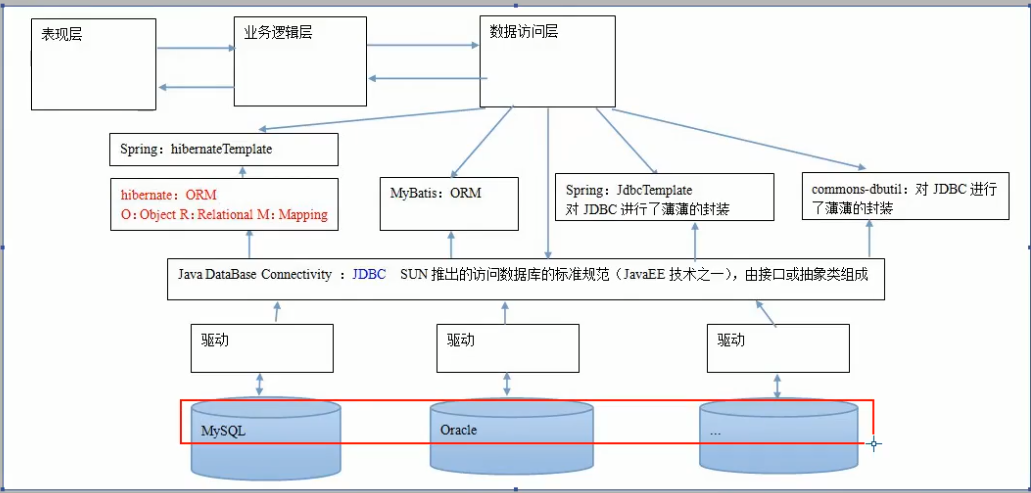 表现层
业务逻辑层
数据访问层
Spring：hibernateTemplate
hibernate：ORM
O：Object R：Relational M：Mapping
MyBatis：ORM
Spring：JdbcTemplate
对 JDBC 进行了薄薄的封装
commons-dbutil：对 JDBC 进行
了薄薄的封装
Java DataBase Connectivity ：JDBC SUN 推出的访问数据库的标准规范（JavaEE 技术之一），由接口或抽象类组成
驱动
驱动
驱动
MySQL
Oracle
...